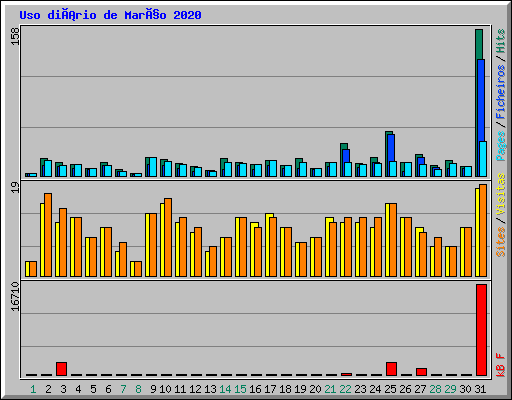 Uso diÃ¡rio de MarÃ§o 2020
158
19
16710
Pages / Ficheiros / Hits
Sites / Visitas
kB F
1 2 3 4 5 6 7 8 9 10 11 12 13 14 15 16 17 18 19 20 21 22 23 24 25 26 27 28 29 30 31